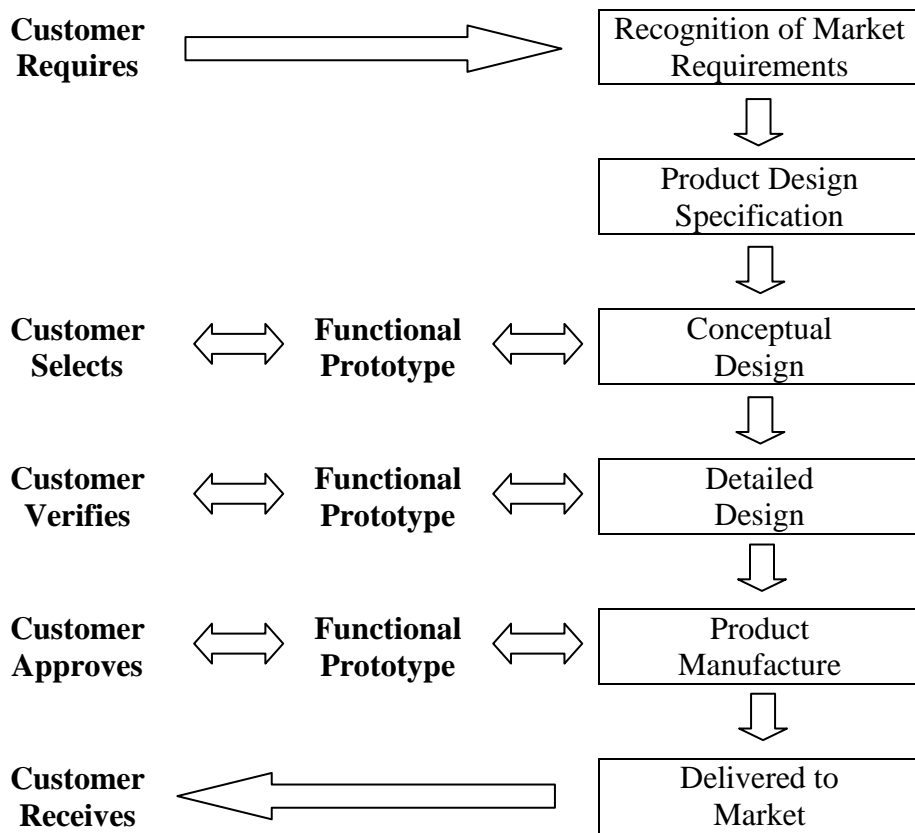 Customer
Requires
Recognition of Market
Requirements
Product Design
Specification
Customer
Selects
Functional
Prototype
Conceptual
Design
Customer
Verifies
Functional
Prototype
Detailed
Design
Customer
Approves
Functional
Prototype
Product
Manufacture
Customer
Receives
Delivered to
Market